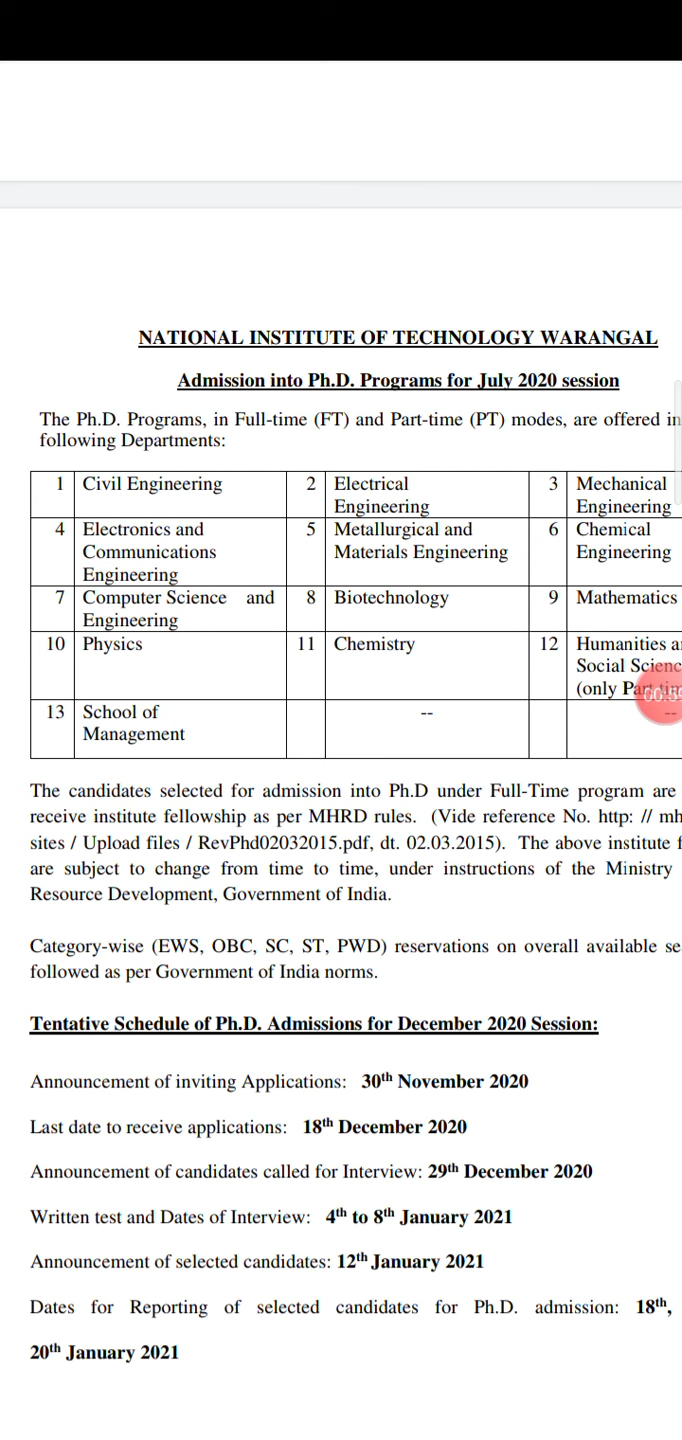 NATIONAL INSTITUTE OF TECHNOLOGY WARANGAL
Admission into Ph.D. Programs for July 2020 session
The Ph.D. Programs, in Full-time (FT) and Part-time (PT) modes, are offered in
following Departments:
1 Civil Engineering 2 Electrical Engineering 3 Mechanical Engineering
4 Electronics and Communications Engineering 5 Metallurgical and Materials Engineering 6 Chemical Engineering
7 Computer Science and Engineering 8 Biotechnology 9 Mathematics
10 Physics 11 Chemistry 12 Humanities Social (only
13 School of Management -- --
The candidates selected for admission into Ph.D under Full-Time program are
receive institute fellowship as per MHRD rules. (Vide reference No. http: // mh
sites / Upload files / RevPhd02032015.pdf, dt. 02.03.2015). The above institute f
are subject to change from time to time, under instructions of the Ministry
Resource Development, Government of India.
Category-wise (EWS, OBC, SC, ST, PWD) reservations on overall available se
followed as per Government of India norms.
Tentative Schedule of Ph.D. Admissions for December 2020 Session:
Announcement of inviting Applications: 30th November 2020
Last date to receive applications: 18th December 2020
Announcement of candidates called for Interview: 29th December 2020
Written test and Dates of Interview: 4th to 8th January 2021
Announcement of selected candidates: 12th January 2021
Dates for Reporting of selected candidates for Ph.D. admission: 18th,
20th January 2021